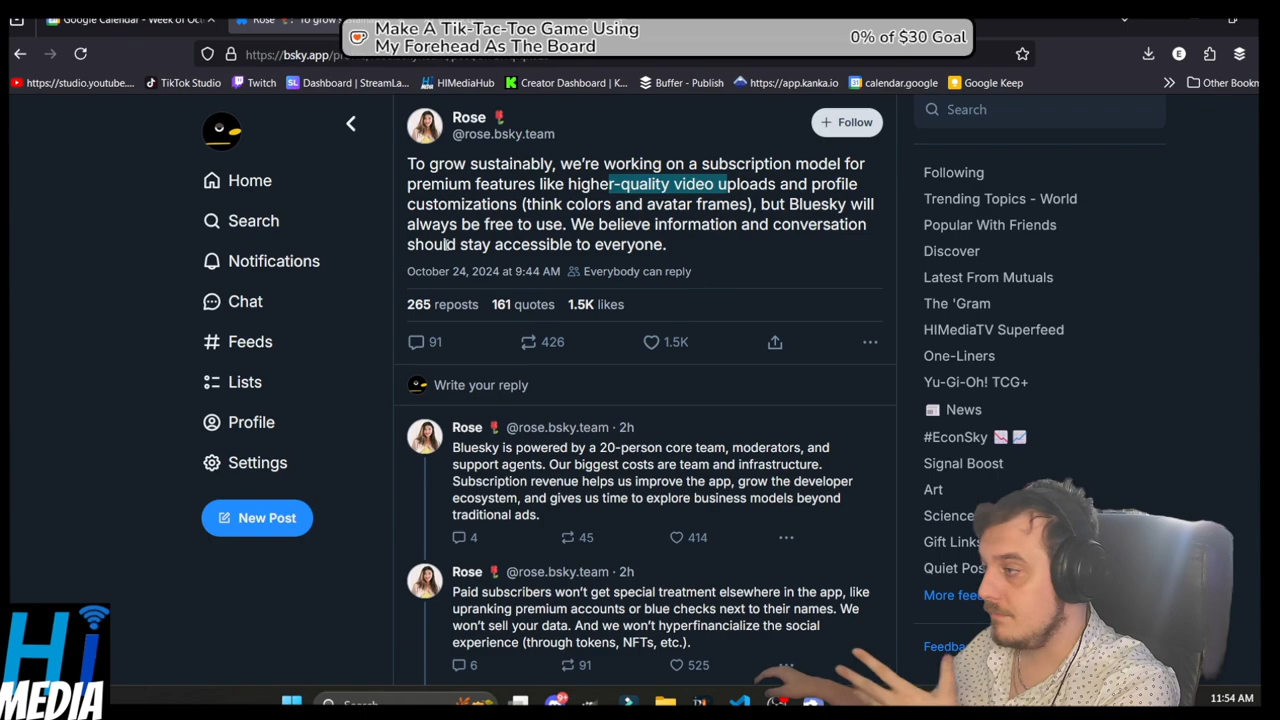 Google Calendar - Week of Oct
Rose
Make A Tik-Tac-Toe Game Using
My Forehead As The Board
0% of $30 Goal
https://bsky.app/
https://studio.youtube....
TikTok Studio
Twitch
Dashboard | StreamLa...
HIMediaHub
Creator Dashboard | K...
Buffer - Publish
https://app.kanka.io
calendar.google
Google Keep
Other Bookm
Rose
@rose.bsky.team
Follow
To grow sustainably, we're working on a subscription model for
premium features like higher-quality video uploads and profile
customizations (think colors and avatar frames), but Bluesky will
always be free to use. We believe information and conversation
should stay accessible to everyone.
October 24, 2024 at 9:44 AM
Everybody can reply
265 reposts 161 quotes 1.5K likes
91 426 1.5K
Write your reply
Rose @rose.bsky.team · 2h
Bluesky is powered by a 20-person core team, moderators, and
support agents. Our biggest costs are team and infrastructure.
Subscription revenue helps us improve the app, grow the developer
ecosystem, and gives us time to explore business models beyond
traditional ads.
4 45 414
Rose @rose.bsky.team · 2h
Paid subscribers won't get special treatment elsewhere in the app, like
upranking premium accounts or blue checks next to their names. We
won't sell your data. And we won't hyperfinancialize the social
experience (through tokens, NFTs, etc.).
6 91 525
Home
Search
Notifications
Chat
Feeds
Lists
Profile
Settings
New Post
Search
Following
Trending Topics - World
Popular With Friends
Discover
Latest From Mutuals
The 'Gram
HIMediaTV Superfeed
One-Liners
Yu-Gi-Oh! TCG+
News
#EconSky
Signal Boost
Art
Science
Gift Links
Quiet Pos
More fee
Feedba
Hi
MEDIA
Search
11:54 AM